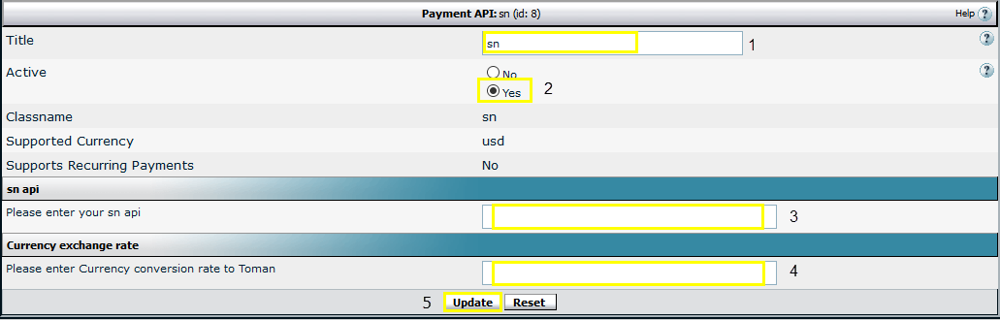 Payment API: sn (id: 8) Help ?
Title sn 1 ?
Active No ?
Yes 2
Classname sn
Supported Currency usd
Supports Recurring Payments No
sn api
Please enter your sn api 3
Currency exchange rate
Please enter Currency conversion rate to Toman 4
5 Update Reset